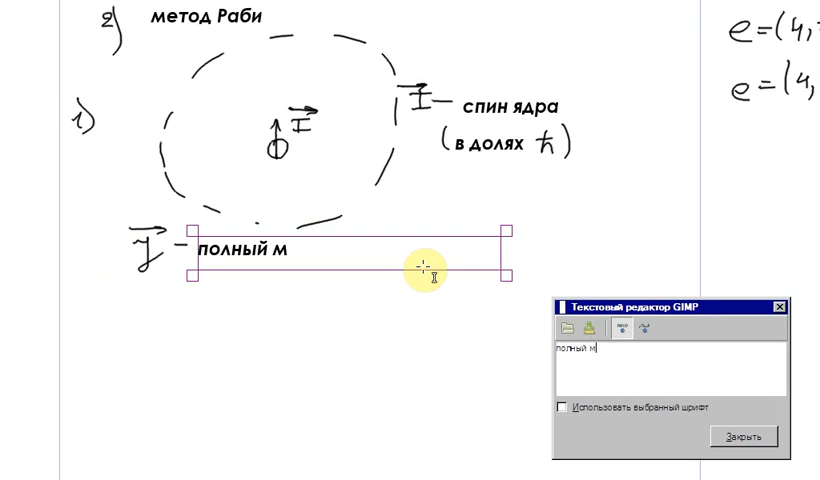 2) метод Раби
e=(4,
e=(4,
1)
I
I — спин ядра
(в долях ħ)
J — полный м
Текстовый редактор GIMP
полный м
Использовать выбранный шрифт
Закрыть